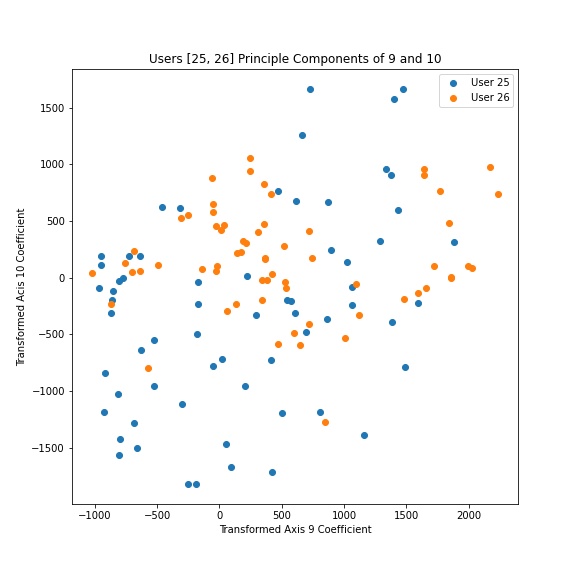 Users [25, 26] Principle Components of 9 and 10
User 25
User 26
1500
1000
500
0
−500
−1000
−1500
Transformed Acis 10 Coefficient
−1000 −500 0 500 1000 1500 2000
Transformed Axis 9 Coefficient